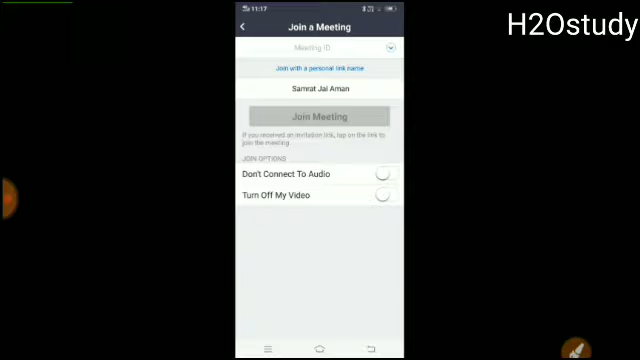 H2Ostudy
11:17
Join a Meeting
Meeting ID
Join with a personal link name
Samrat Jai Aman
Join Meeting
If you received an invitation link, tap on the link to
join the meeting
JOIN OPTIONS
Don't Connect To Audio
Turn Off My Video